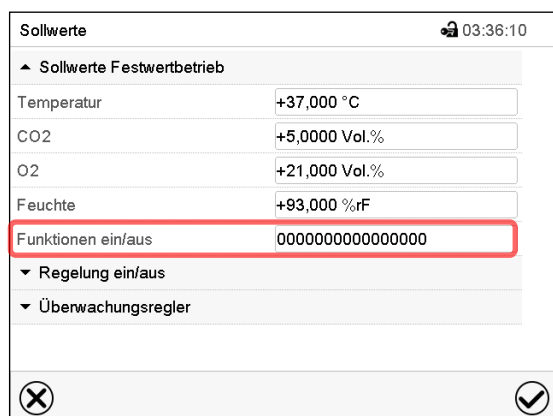 Sollwerte 03:36:10
Sollwerte Festwertbetrieb
Temperatur +37,000 °C
CO2 +5,0000 Vol.%
O2 +21,000 Vol.%
Feuchte +93,000 %rF
Funktionen ein/aus 0000000000000000
Regelung ein/aus
Überwachungsregler